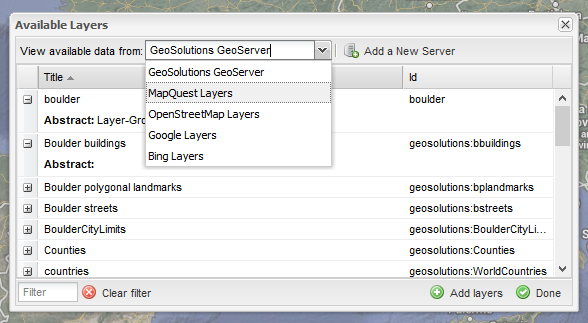 Available Layers
View available data from: GeoSolutions GeoServer Add a New Server
GeoSolutions GeoServer
MapQuest Layers
OpenStreetMap Layers
Google Layers
Bing Layers
Title Id
boulder boulder
Abstract: Layer-Gro
Boulder buildings geosolutions:bbuildings
Abstract:
Boulder polygonal landmarks geosolutions:bplandmarks
Boulder streets geosolutions:bstreets
BoulderCityLimits geosolutions:BoulderCityLi...
Counties geosolutions:Counties
countries geosolutions:WorldCountries
Filter Clear filter Add layers Done